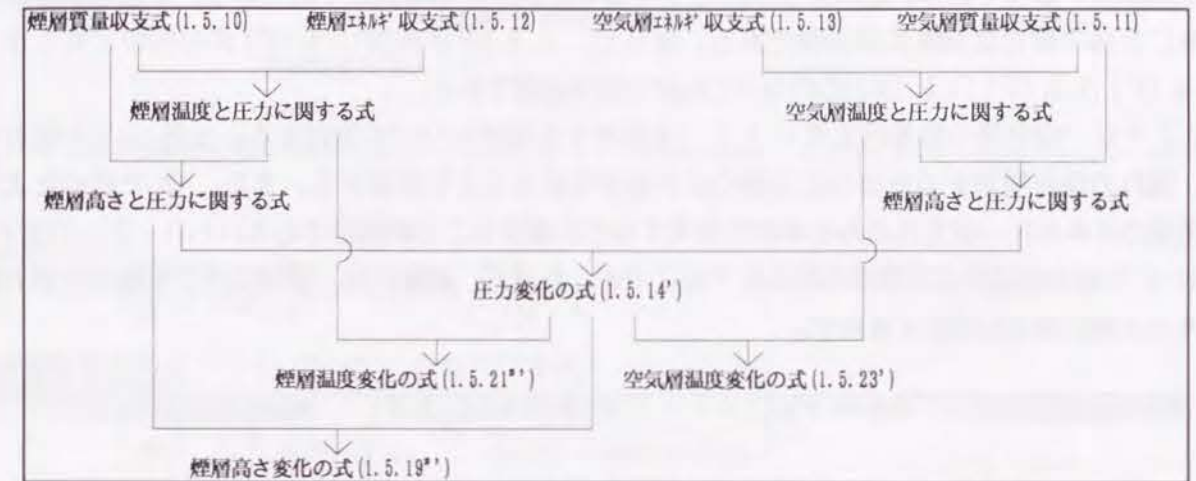 煙層質量収支式(1.5.10) 煙層エネルギ収支式(1.5.12) 空気層エネルギ収支式(1.5.13) 空気層質量収支式(1.5.11)
煙層温度と圧力に関する式 空気層温度と圧力に関する式
煙層高さと圧力に関する式 煙層高さと圧力に関する式
圧力変化の式(1.5.14')
煙層温度変化の式(1.5.21"') 空気層温度変化の式(1.5.23')
煙層高さ変化の式(1.5.19"')